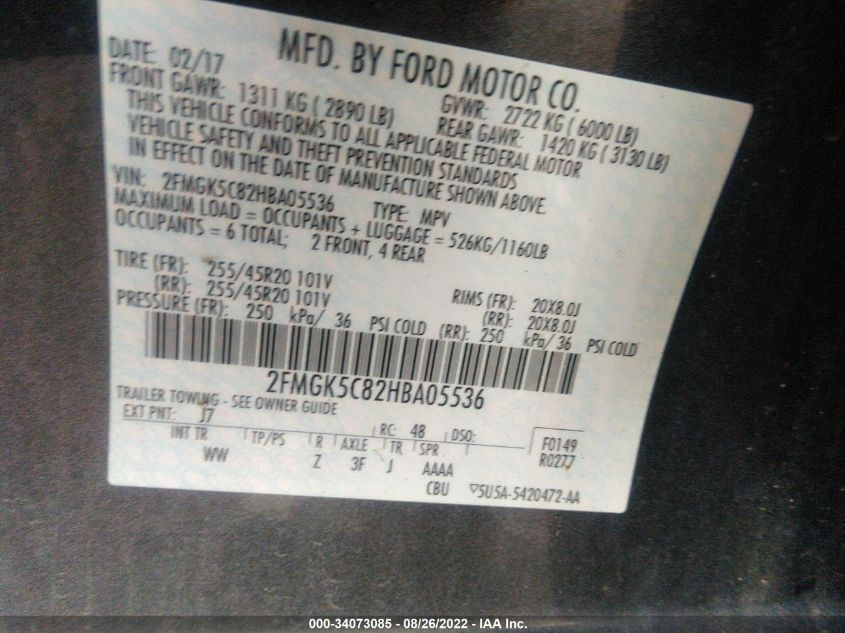 MFD. BY FORD MOTOR CO.
DATE: 02/17 GVWR: 2722 KG ( 6000 LB)
FRONT GAWR: 1311 KG ( 2890 LB) REAR GAWR: 1420 KG ( 3130 LB)
THIS VEHICLE CONFORMS TO ALL APPLICABLE FEDERAL MOTOR
VEHICLE SAFETY AND THEFT PREVENTION STANDARDS
IN EFFECT ON THE DATE OF MANUFACTURE SHOWN ABOVE.
VIN: 2FMGK5C82HBA05536 TYPE: MPV
MAXIMUM LOAD = OCCUPANTS + LUGGAGE = 526KG/1160LB
OCCUPANTS = 6 TOTAL; 2 FRONT, 4 REAR
TIRE (FR): 255/45R20 101V RIMS (FR): 20X8.0J
(RR): 255/45R20 101V (RR): 20X8.0J
PRESSURE (FR): 250 kPa/ 36 PSI COLD (RR): 250 kPa/ 36 PSI COLD
2FMGK5C82HBA05536
TRAILER TOWING - SEE OWNER GUIDE
EXT PNT: J7 RC: 48 DSO: F0149
INT TR TP/PS R AXLE TR SPR R0277
WW Z 3F J AAAA
CBU ▽5U5A-5420472-AA
000-34073085 - 08/26/2022 - IAA Inc.